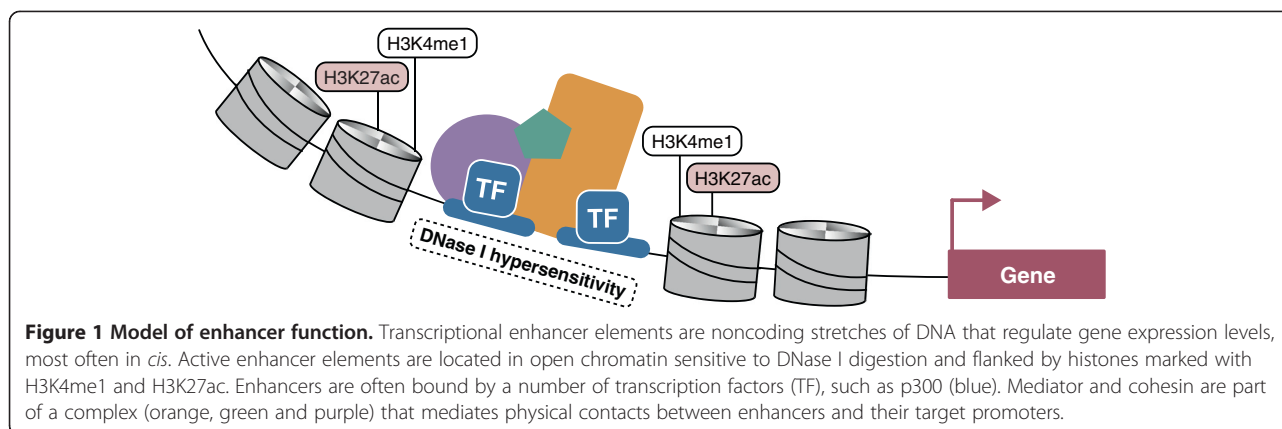 H3K4me1
H3K27ac
H3K4me1
H3K27ac
TF
TF
DNase I hypersensitivity
Gene
Figure 1 Model of enhancer function. Transcriptional enhancer elements are noncoding stretches of DNA that regulate gene expression levels,
most often in cis. Active enhancer elements are located in open chromatin sensitive to DNase I digestion and flanked by histones marked with
H3K4me1 and H3K27ac. Enhancers are often bound by a number of transcription factors (TF), such as p300 (blue). Mediator and cohesin are part
of a complex (orange, green and purple) that mediates physical contacts between enhancers and their target promoters.